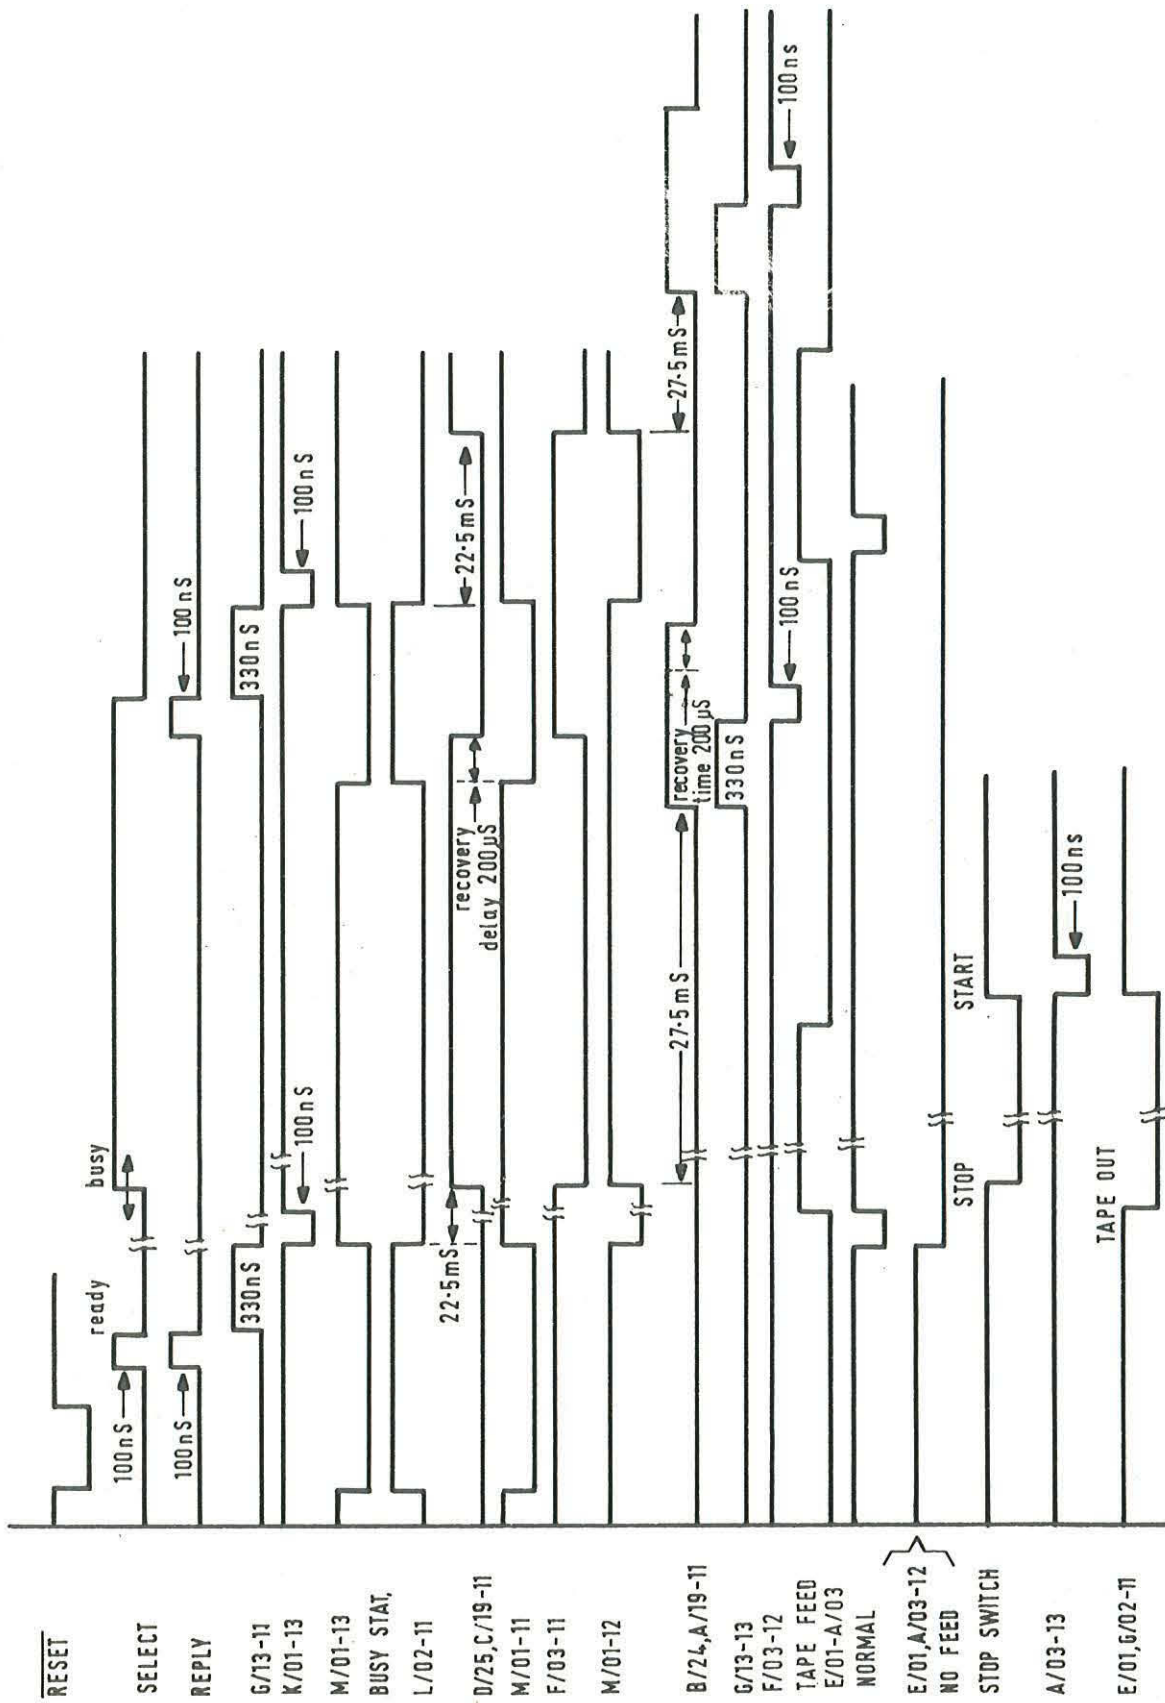 RESET
SELECT
REPLY
G/13-11
K/01-13
M/01-13
BUSY STAT,
L/02-11
D/25,C/19-11
M/01-11
F/03-11
M/01-12
B/24,A/19-11
G/13-13
F/03-12
TAPE FEED
E/01-A/03
NORMAL
E/01,A/03-12
NO FEED
STOP SWITCH
A/03-13
E/01,G/02-11
ready
busy
100nS
100nS
100nS
330nS
330nS
100nS
100nS
22·5mS
recovery
delay 200µS
22·5mS
27·5mS
recovery
time 200µS
27·5mS
330nS
100ns
100ns
STOP
START
100ns
TAPE OUT